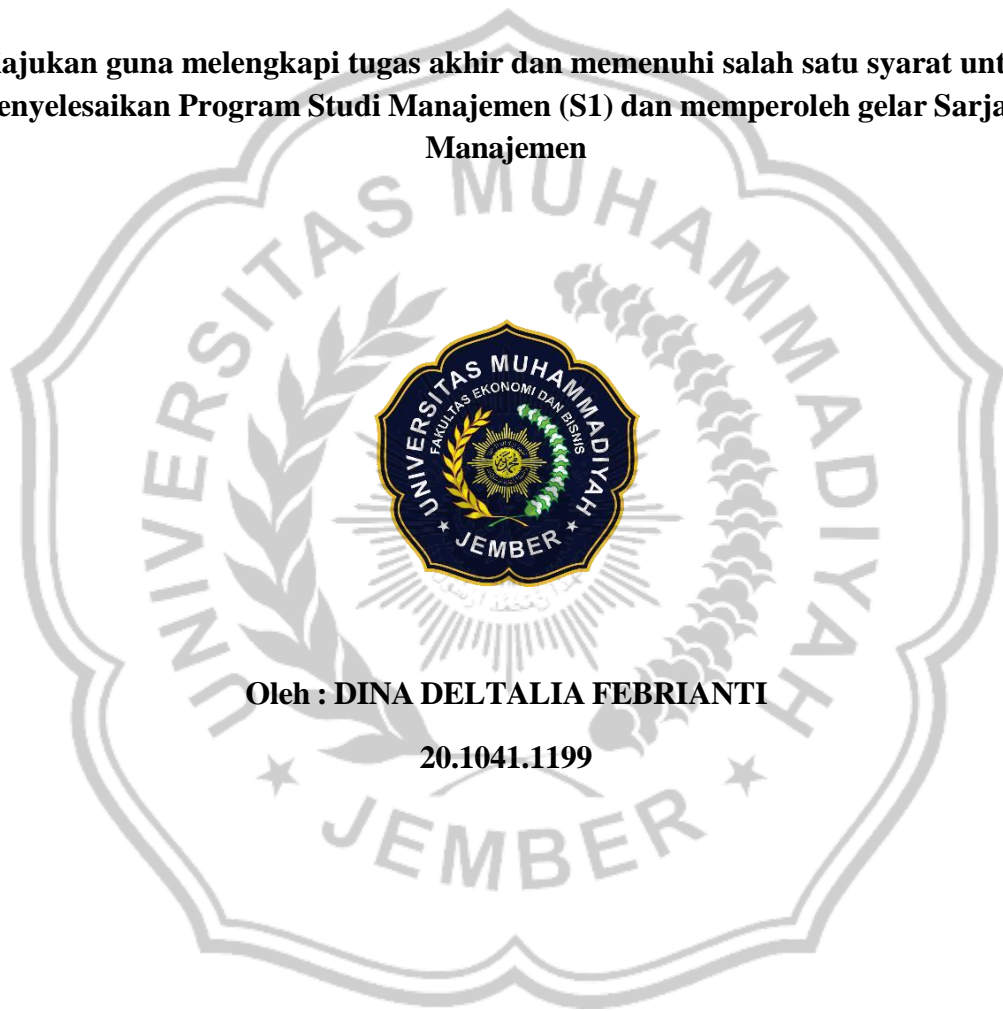 ajukan guna melengkapi tugas akhir dan memenuhi salah satu syarat unt
enyelesaikan Program Studi Manajemen (S1) dan memperoleh gelar Sarja
Manajemen
UNIVERSITAS MUHAMMADIYAH
FAKULTAS EKONOMI DAN BISNIS
JEMBER
Oleh : DINA DELTALIA FEBRIANTI
20.1041.1199
UNIVERSITAS MUHAMMADIYAH
JEMBER